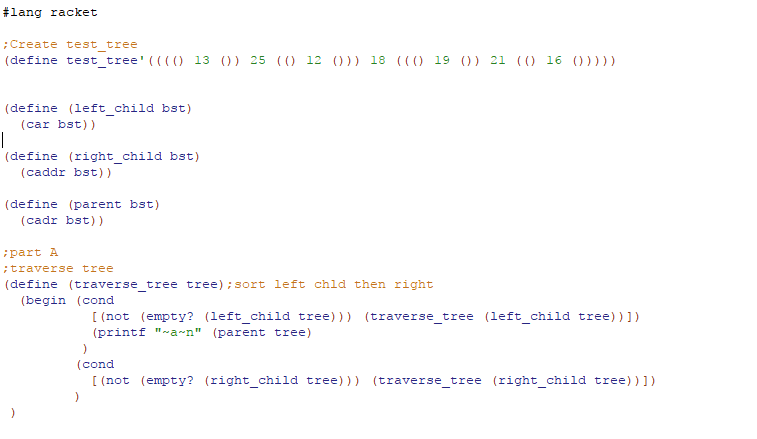 #lang racket
;Create test_tree
(define test_tree'(((() 13 ()) 25 (() 12 ())) 18 ((() 19 ()) 21 (() 16 ()))))
(define (left_child bst)
(car bst))
(define (right_child bst)
(caddr bst))
(define (parent bst)
(cadr bst))
;part A
;traverse tree
(define (traverse_tree tree);sort left chld then right
(begin (cond
[(not (empty? (left_child tree))) (traverse_tree (left_child tree))])
(printf "~a~n" (parent tree)
)
(cond
[(not (empty? (right_child tree))) (traverse_tree (right_child tree))])
)
)